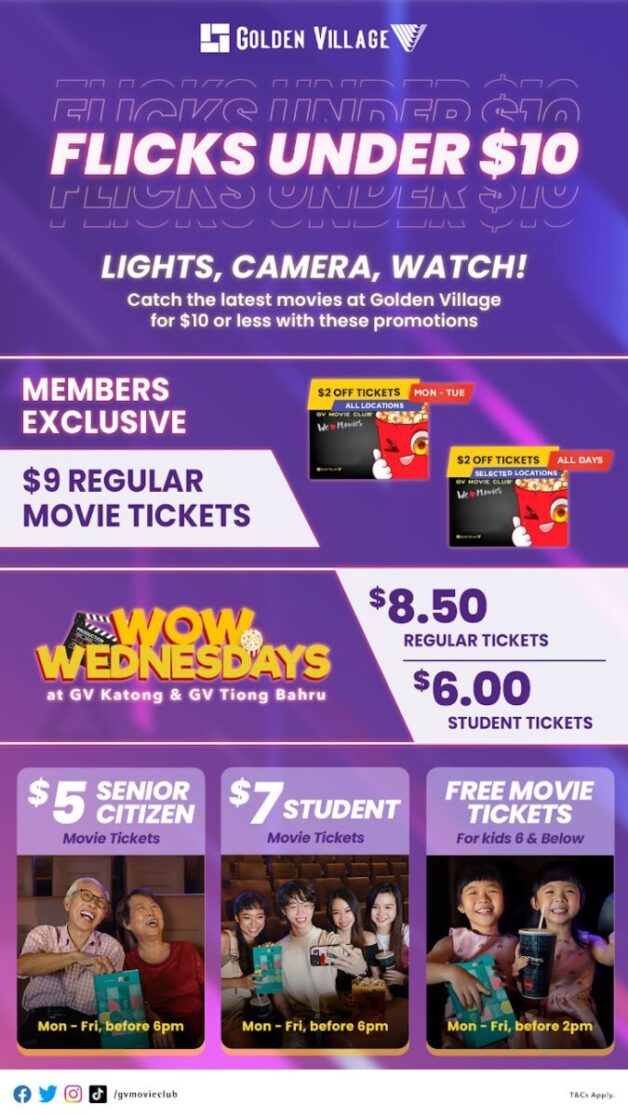 GOLDEN VILLAGE
FLICKS UNDER $10
FLICKS UNDER $10
FLICKS UNDER $10
LIGHTS, CAMERA, WATCH!
Catch the latest movies at Golden Village
for $10 or less with these promotions
MEMBERS
EXCLUSIVE
$9 REGULAR
MOVIE TICKETS
$2 OFF TICKETS MON - TUE
ALL LOCATIONS
GV MOVIE CLUB
We Movies
$2 OFF TICKETS ALL DAYS
SELECTED LOCATIONS
GV MOVIE CLUB
We Movies
PRODUCTION
WOW
WEDNESDAYS
at GV Katong & GV Tiong Bahru
$8.50
REGULAR TICKETS
$6.00
STUDENT TICKETS
$5 SENIOR
CITIZEN
Movie Tickets
Mon - Fri, before 6pm
$7 STUDENT
Movie Tickets
Mon - Fri, before 6pm
FREE MOVIE
TICKETS
For kids 6 & Below
Mon - Fri, before 2pm
/gvmovieclub
T&Cs Apply.